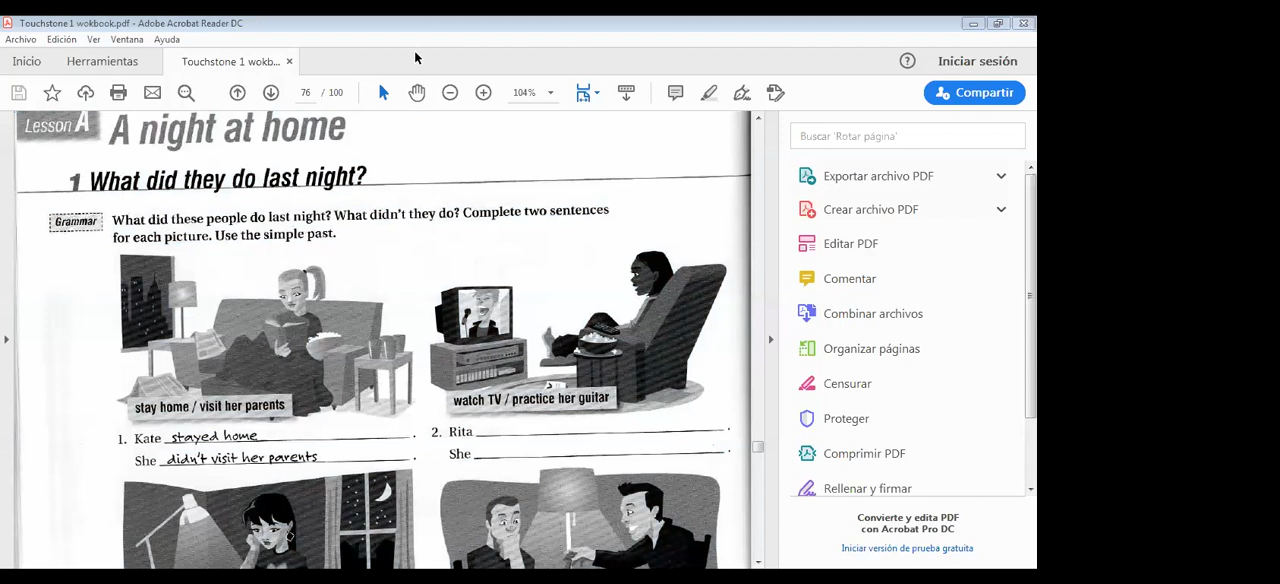 Touchstone 1 wokbook.pdf - Adobe Acrobat Reader DC
Archivo Edición Ver Ventana Ayuda
Inicio Herramientas Touchstone 1 wokb... × Iniciar sesión
76 / 100 104% Compartir
Lesson A A night at home
1 What did they do last night?
Grammar What did these people do last night? What didn't they do? Complete two sentences
for each picture. Use the simple past.
stay home / visit her parents
watch TV / practice her guitar
1. Kate stayed home .
She didn't visit her parents .
2. Rita .
She .
Buscar 'Rotar página'
Exportar archivo PDF
Crear archivo PDF
Editar PDF
Comentar
Combinar archivos
Organizar páginas
Censurar
Proteger
Comprimir PDF
Rellenar y firmar
Convierte y edita PDF
con Acrobat Pro DC
Iniciar versión de prueba gratuita